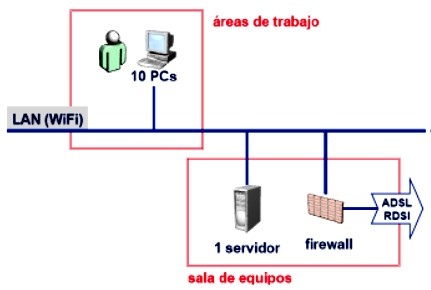 áreas de trabajo
10 PCs
LAN (WiFi)
ADSL
RDSI
1 servidor
firewall
sala de equipos